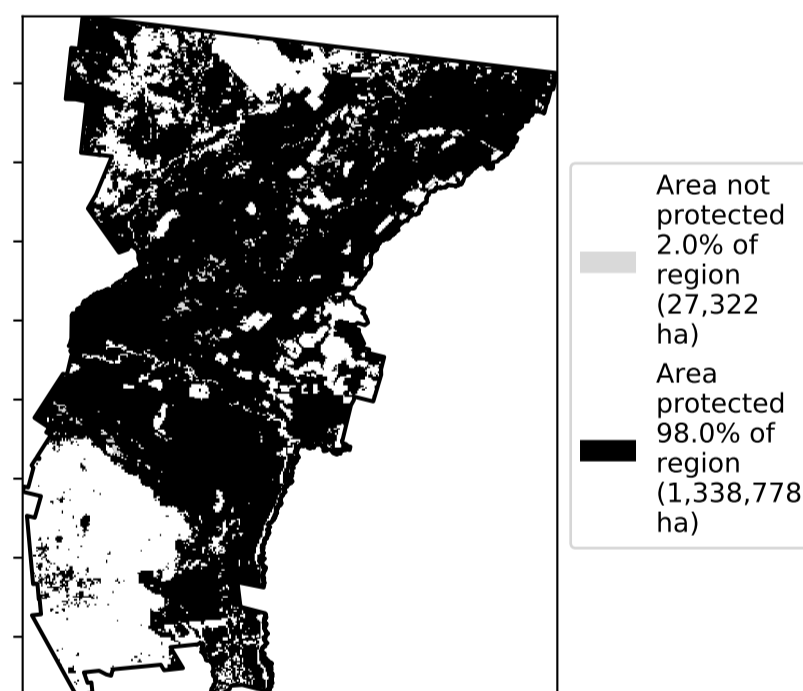 Area not
protected
2.0% of
region
(27,322
ha)
Area
protected
98.0% of
region
(1,338,778
ha)